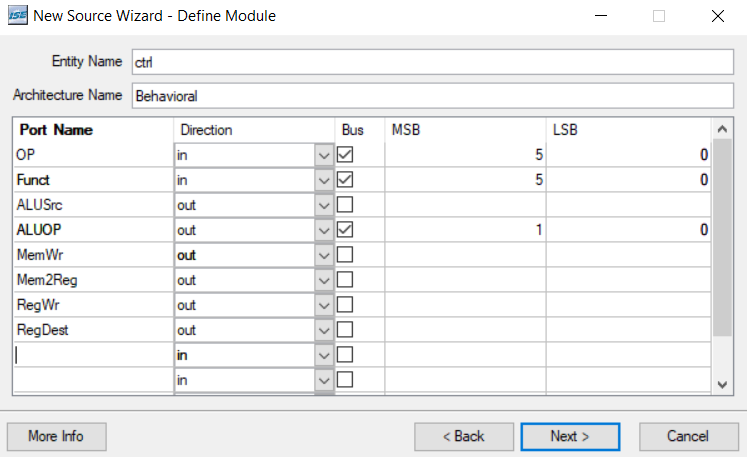 ISE New Source Wizard - Define Module
Entity Name ctrl
Architecture Name Behavioral
Port Name Direction Bus MSB LSB
OP in 5 0
Funct in 5 0
ALUSrc out
ALUOP out 1 0
MemWr out
Mem2Reg out
RegWr out
RegDest out
in
in
More Info < Back Next > Cancel